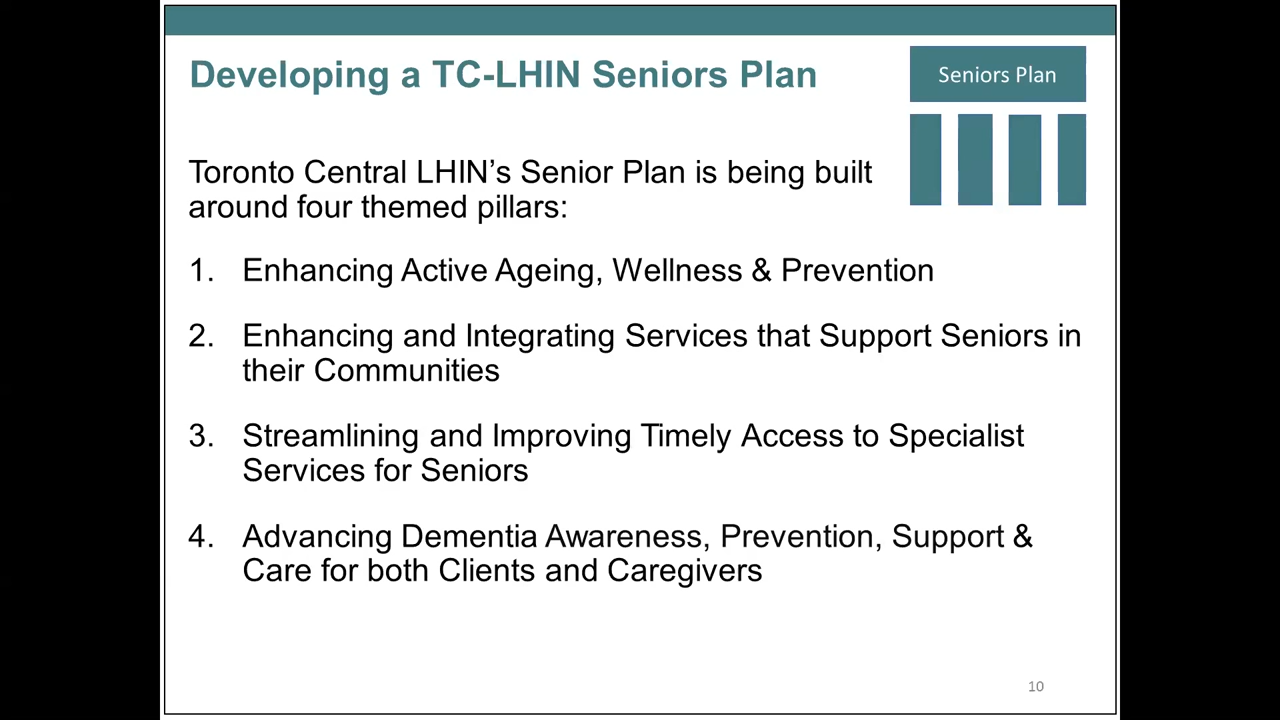 Developing a TC-LHIN Seniors Plan
Seniors Plan
Toronto Central LHIN’s Senior Plan is being built
around four themed pillars:
1. Enhancing Active Ageing, Wellness & Prevention
2. Enhancing and Integrating Services that Support Seniors in
their Communities
3. Streamlining and Improving Timely Access to Specialist
Services for Seniors
4. Advancing Dementia Awareness, Prevention, Support &
Care for both Clients and Caregivers
10